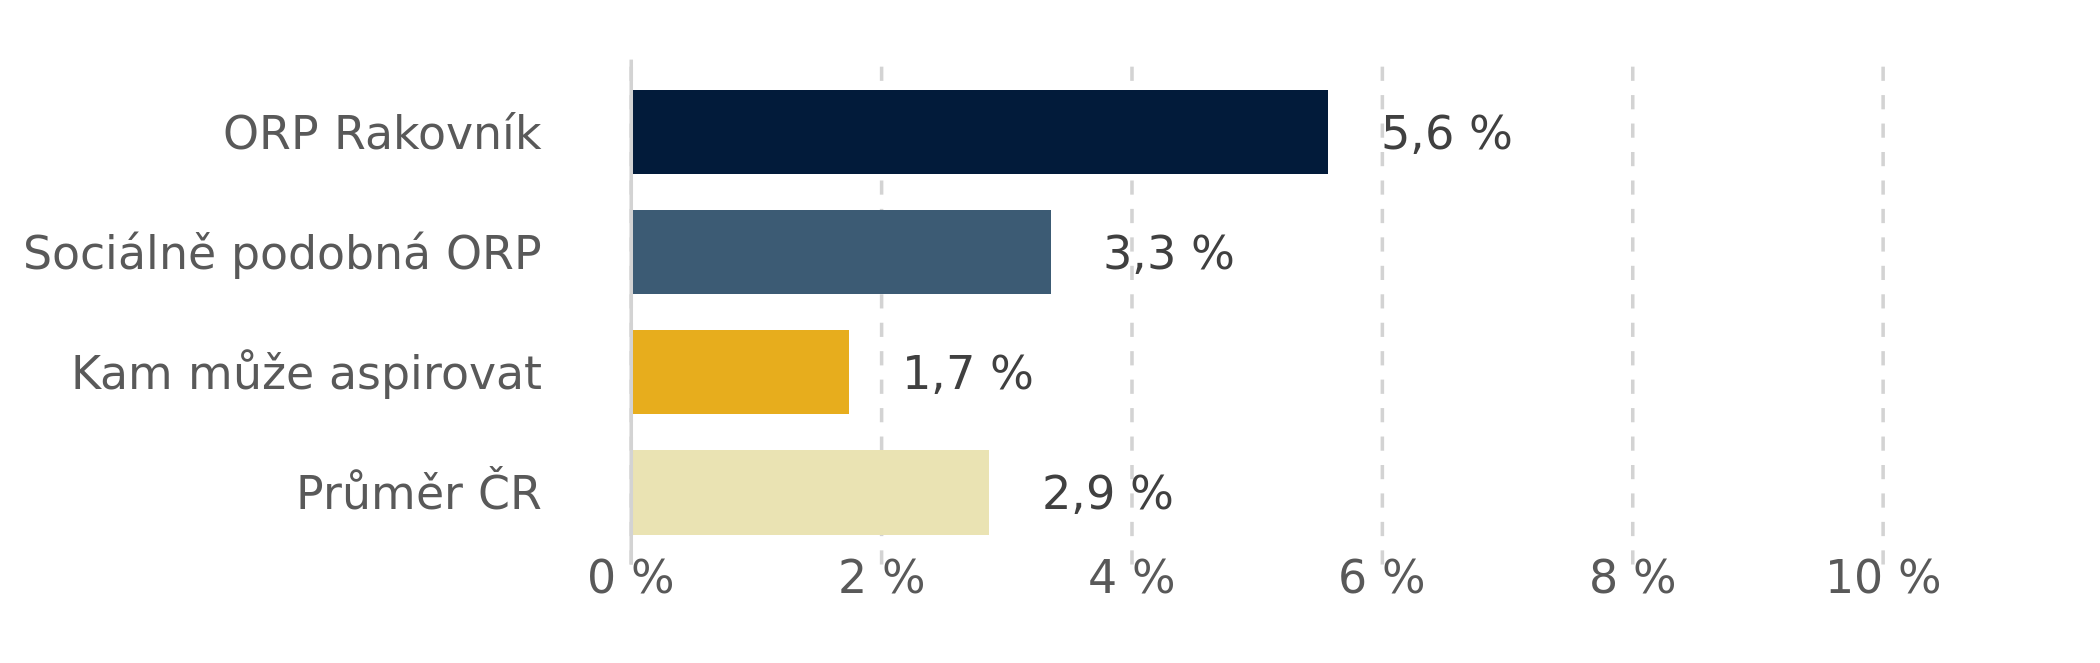 ORP Rakovník
5,6 %
Sociálně podobná ORP
3,3 %
Kam může aspirovat
1,7 %
Průměr ČR
2,9 %
0 %
2 %
4 %
6 %
8 %
10 %